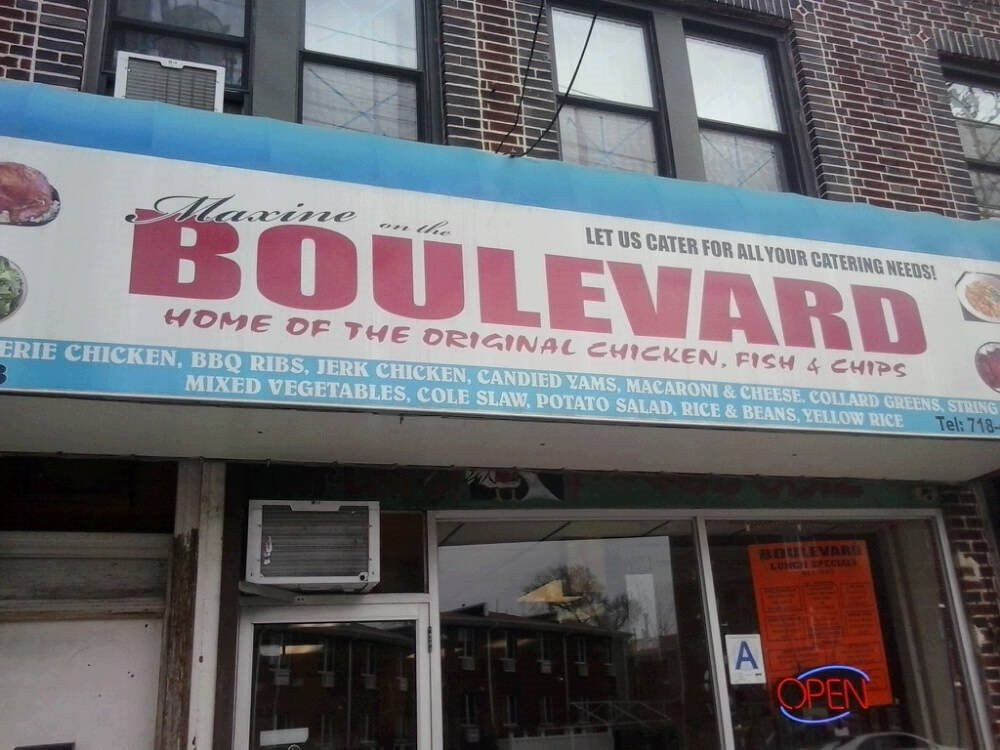 Maxine on the
BOULEVARD
LET US CATER FOR ALL YOUR CATERING NEEDS!
HOME OF THE ORIGINAL CHICKEN, FISH & CHIPS
ERIE CHICKEN, BBQ RIBS, JERK CHICKEN, CANDIED YAMS, MACARONI & CHEESE, COLLARD GREENS, STRING
MIXED VEGETABLES, COLE SLAW, POTATO SALAD, RICE & BEANS, YELLOW RICE
Tel: 718-
BOULEVARD
LUNCH SPECIALS
A
OPEN